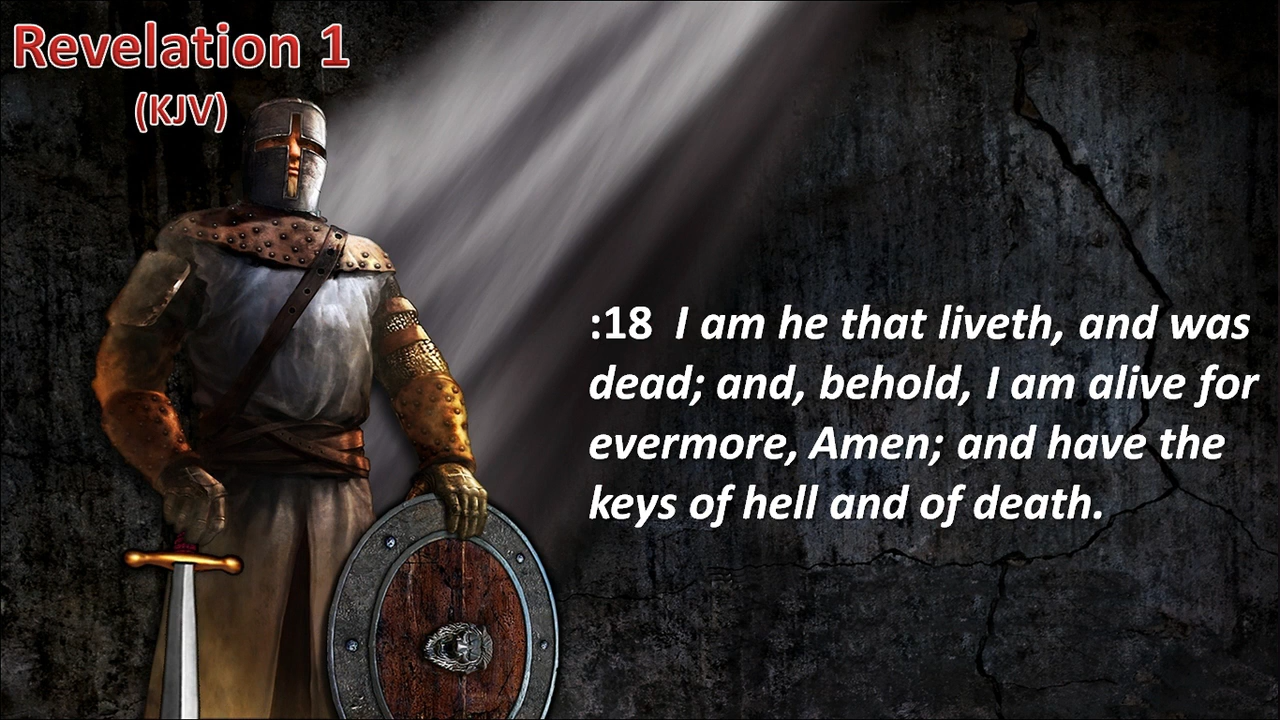 Revelation 1
(KJV)
:18 I am he that liveth, and was
dead; and, behold, I am alive for
evermore, Amen; and have the
keys of hell and of death.